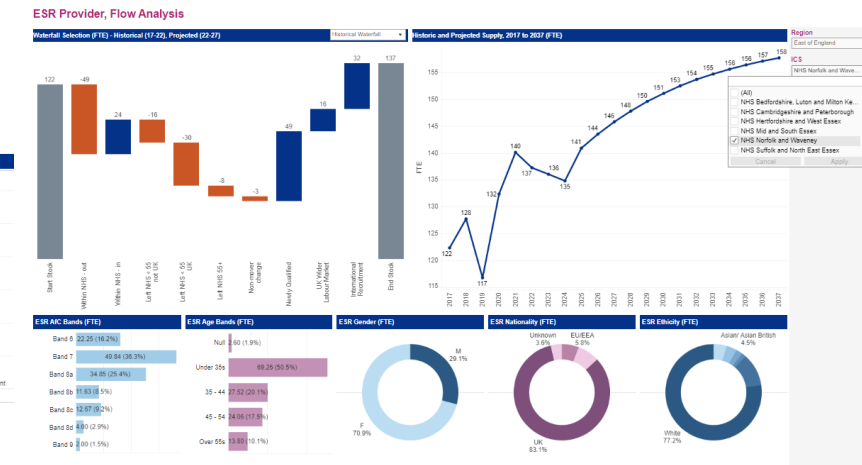 ESR Provider, Flow Analysis
Waterfall Selection (FTE) - Historical (17-22), Projected (22-27)
Historical Waterfall
122
-49
24
-16
-30
-8
-3
49
16
32
137
Start Stock
Within NHS - out
Within NHS - in
Left NHS < 55 not UK
Left NHS < 55 UK
Left NHS 55+
Non-mover change
Newly Qualified
UK Wider Labour Market
International Recruitment
End Stock
Historic and Projected Supply, 2017 to 2037 (FTE)
FTE
155
150
145
140
135
130
125
120
115
122
128
117
132
140
137
136
135
141
144
146
148
150
151
153
154
155
156
156
157
158
2017
2018
2019
2020
2021
2022
2023
2024
2025
2026
2027
2028
2029
2030
2031
2032
2033
2034
2035
2036
2037
Region
East of England
ICS
NHS Norfolk and Wave...
(All)
NHS Bedfordshire, Luton and Milton Ke...
NHS Cambridgeshire and Peterborough
NHS Hertfordshire and West Essex
NHS Mid and South Essex
NHS Norfolk and Waveney
NHS Suffolk and North East Essex
Cancel Apply
nt
ESR AfC Bands (FTE)
Band 6 22.25 (16.2%)
Band 7 49.84 (36.3%)
Band 8a 34.85 (25.4%)
Band 8b 11.63 (8.5%)
Band 8c 12.67 (9.2%)
Band 8d 4.00 (2.9%)
Band 9 2.00 (1.5%)
ESR Age Bands (FTE)
Null 2.60 (1.9%)
Under 35s 69.25 (50.5%)
35 - 44 27.52 (20.1%)
45 - 54 24.06 (17.5%)
Over 55s 13.80 (10.1%)
ESR Gender (FTE)
M
29.1%
F
70.9%
ESR Nationality (FTE)
Unknown
3.6%
EU/EEA
5.8%
UK
83.1%
ESR Ethicity (FTE)
Asian/ Asian British
4.5%
White
77.2%